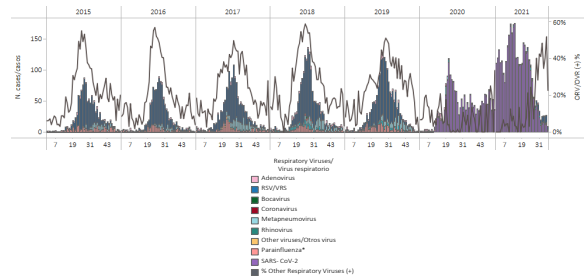 2015 2016 2017 2018 2019 2020 2021
150
100
50
0
N. cases/casos
60%
40%
20%
0%
ORV/OVR (+) %
7 19 31 43 7 19 31 43 7 19 31 43 7 19 31 43 7 19 31 43 7 19 31 43 7 19 31
Respiratory Viruses/
Virus respiratorio
Adenovirus
RSV/VRS
Bocavirus
Coronavirus
Metapneumovirus
Rhinovirus
Other viruses/Otros virus
Parainfluenza*
SARS- CoV-2
% Other Respiratory Viruses (+)